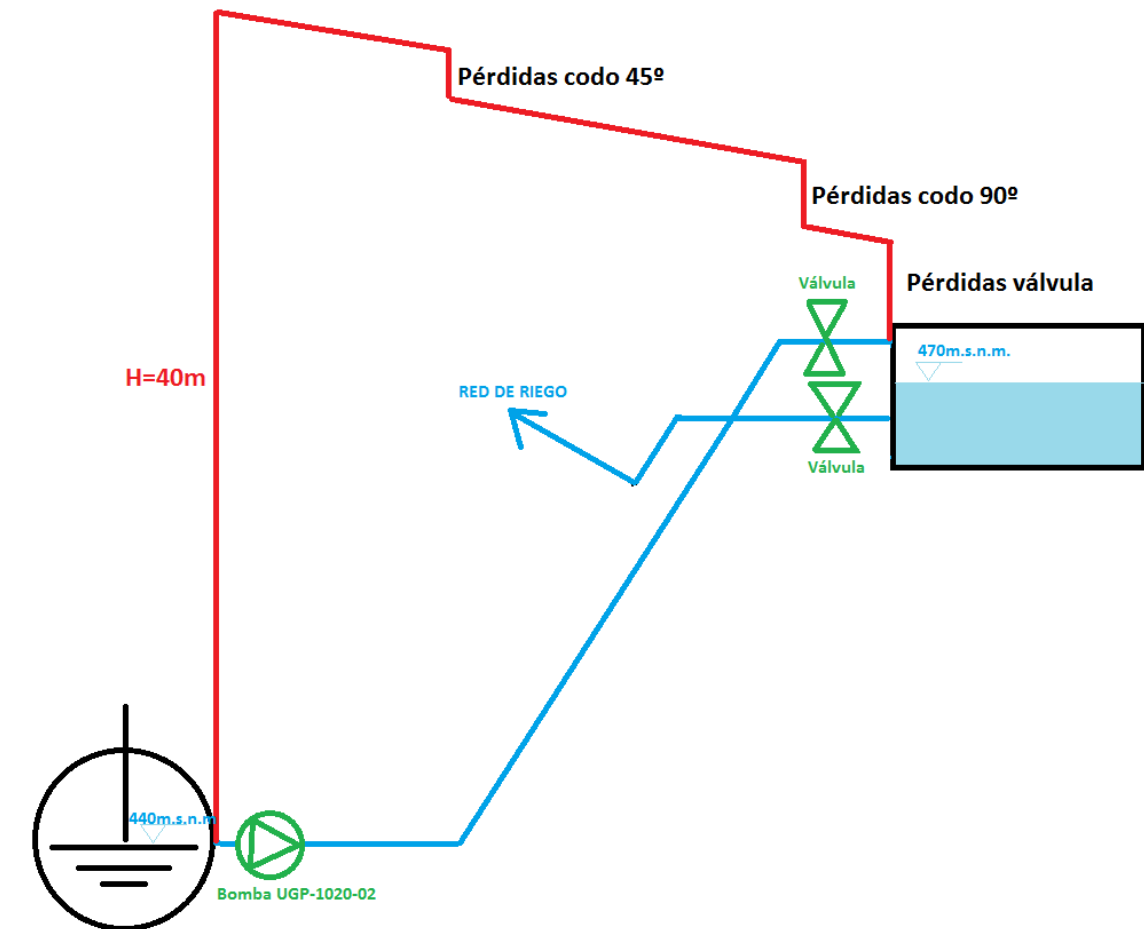 Pérdidas codo 45º
Pérdidas codo 90º
Válvula
Pérdidas válvula
470m.s.n.m.
H=40m
RED DE RIEGO
Válvula
440m.s.n.m
Bomba UGP-1020-02